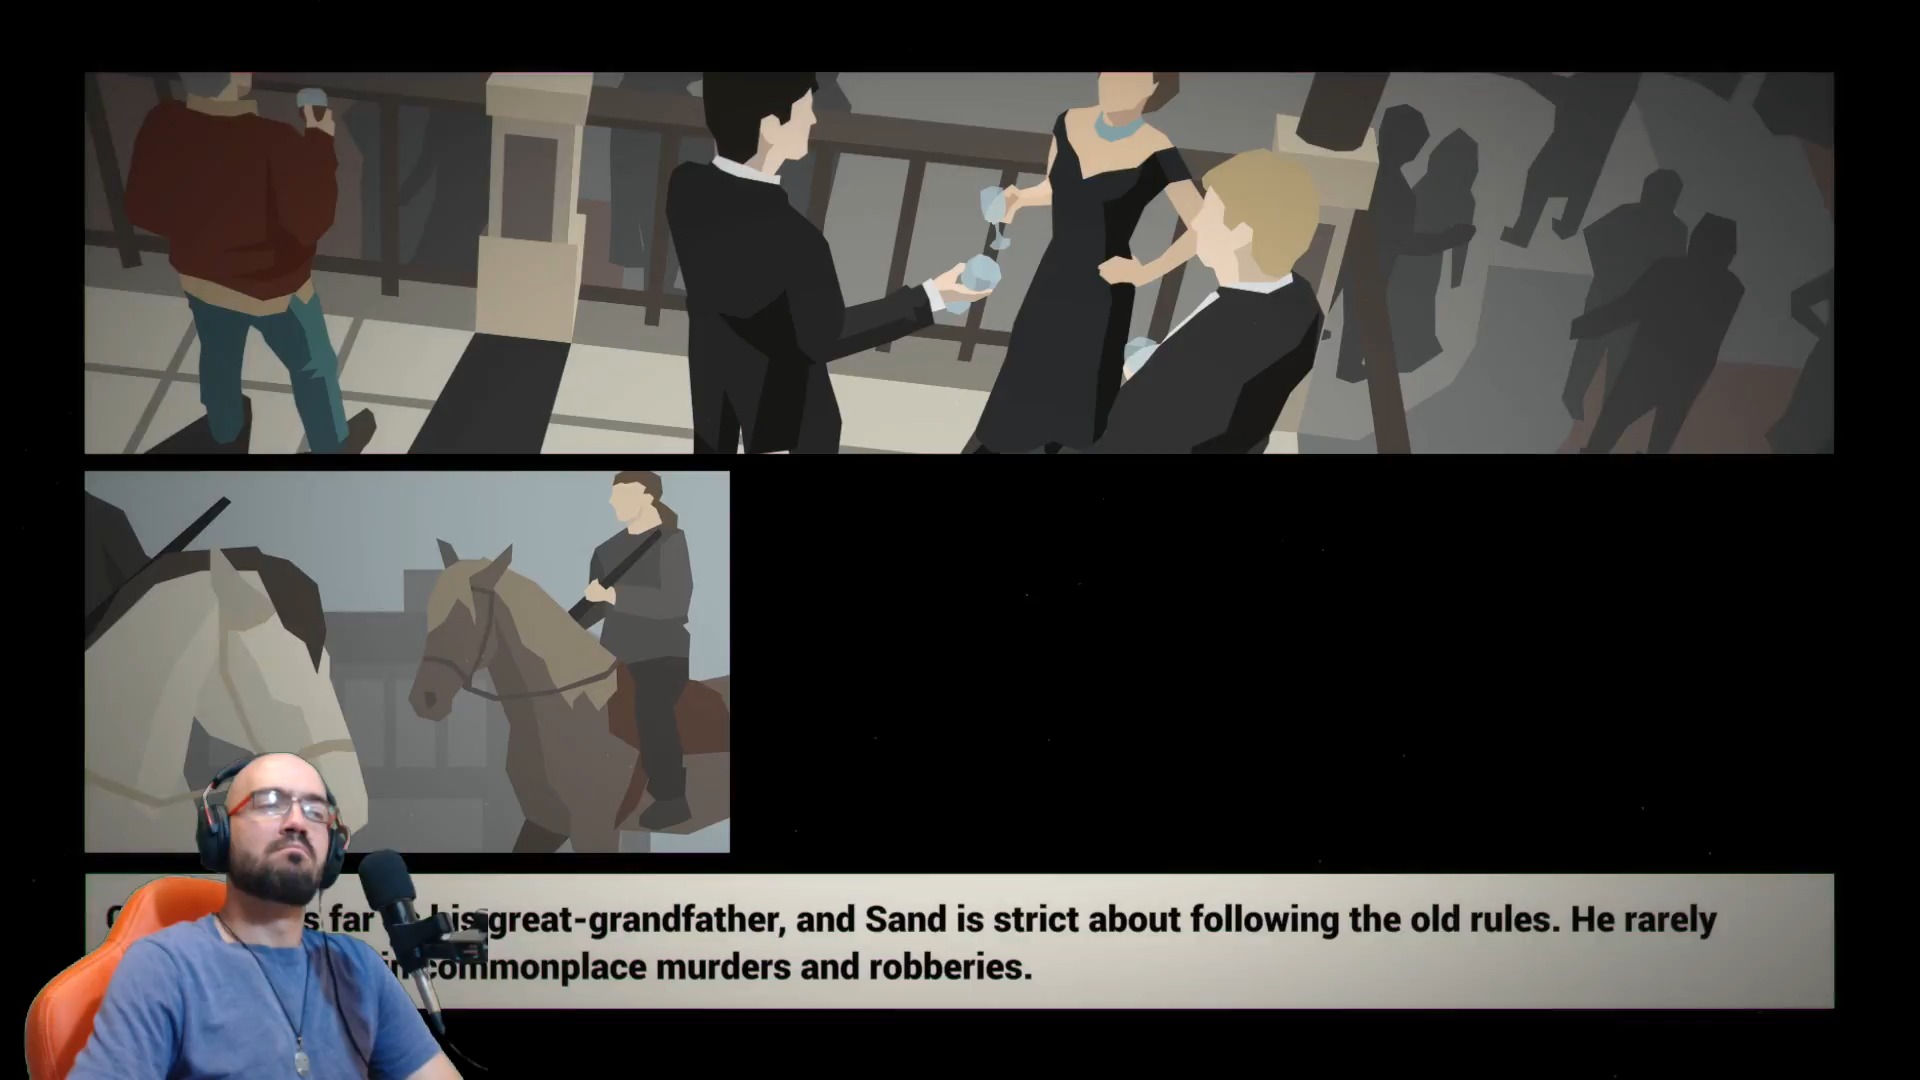 far his great-grandfather, and Sand is strict about following the old rules. He rarely
in commonplace murders and robberies.